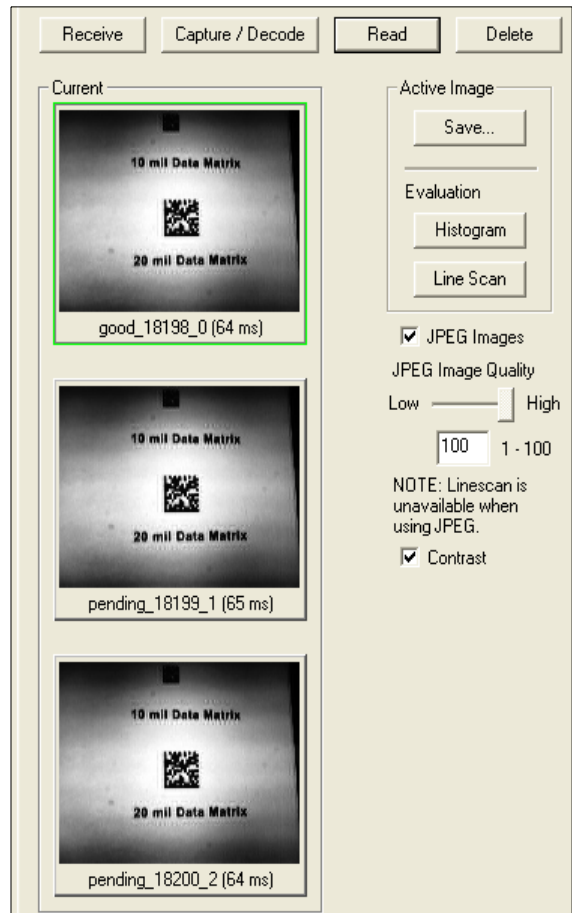 Receive
Capture / Decode
Read
Delete
Current
10 mil Data Matrix
20 mil Data Matrix
good_18198_0 (64 ms)
10 mil Data Matrix
20 mil Data Matrix
pending_18199_1 (65 ms)
10 mil Data Matrix
20 mil Data Matrix
pending_18200_2 (64 ms)
Active Image
Save...
Evaluation
Histogram
Line Scan
JPEG Images
JPEG Image Quality
Low High
100 1 - 100
NOTE: Linescan is
unavailable when
using JPEG.
Contrast